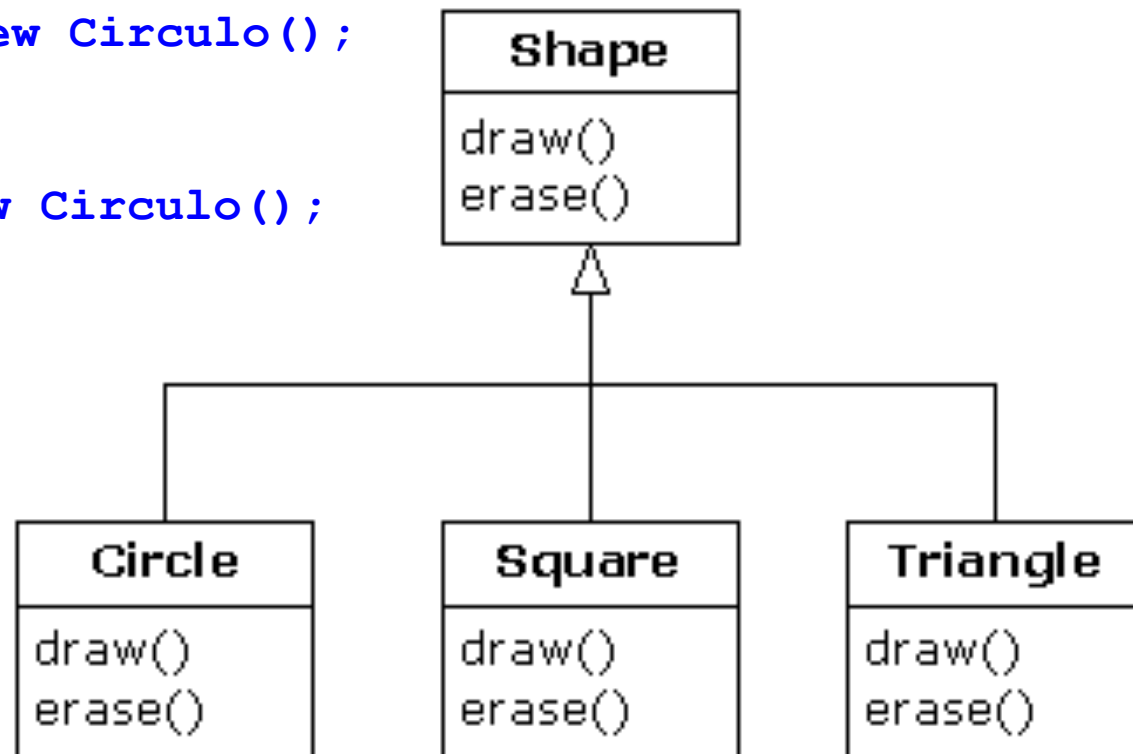 ew Circulo();
Shape
draw()
erase()
w Circulo();
Circle
draw()
erase()
Square
draw()
erase()
Triangle
draw()
erase()